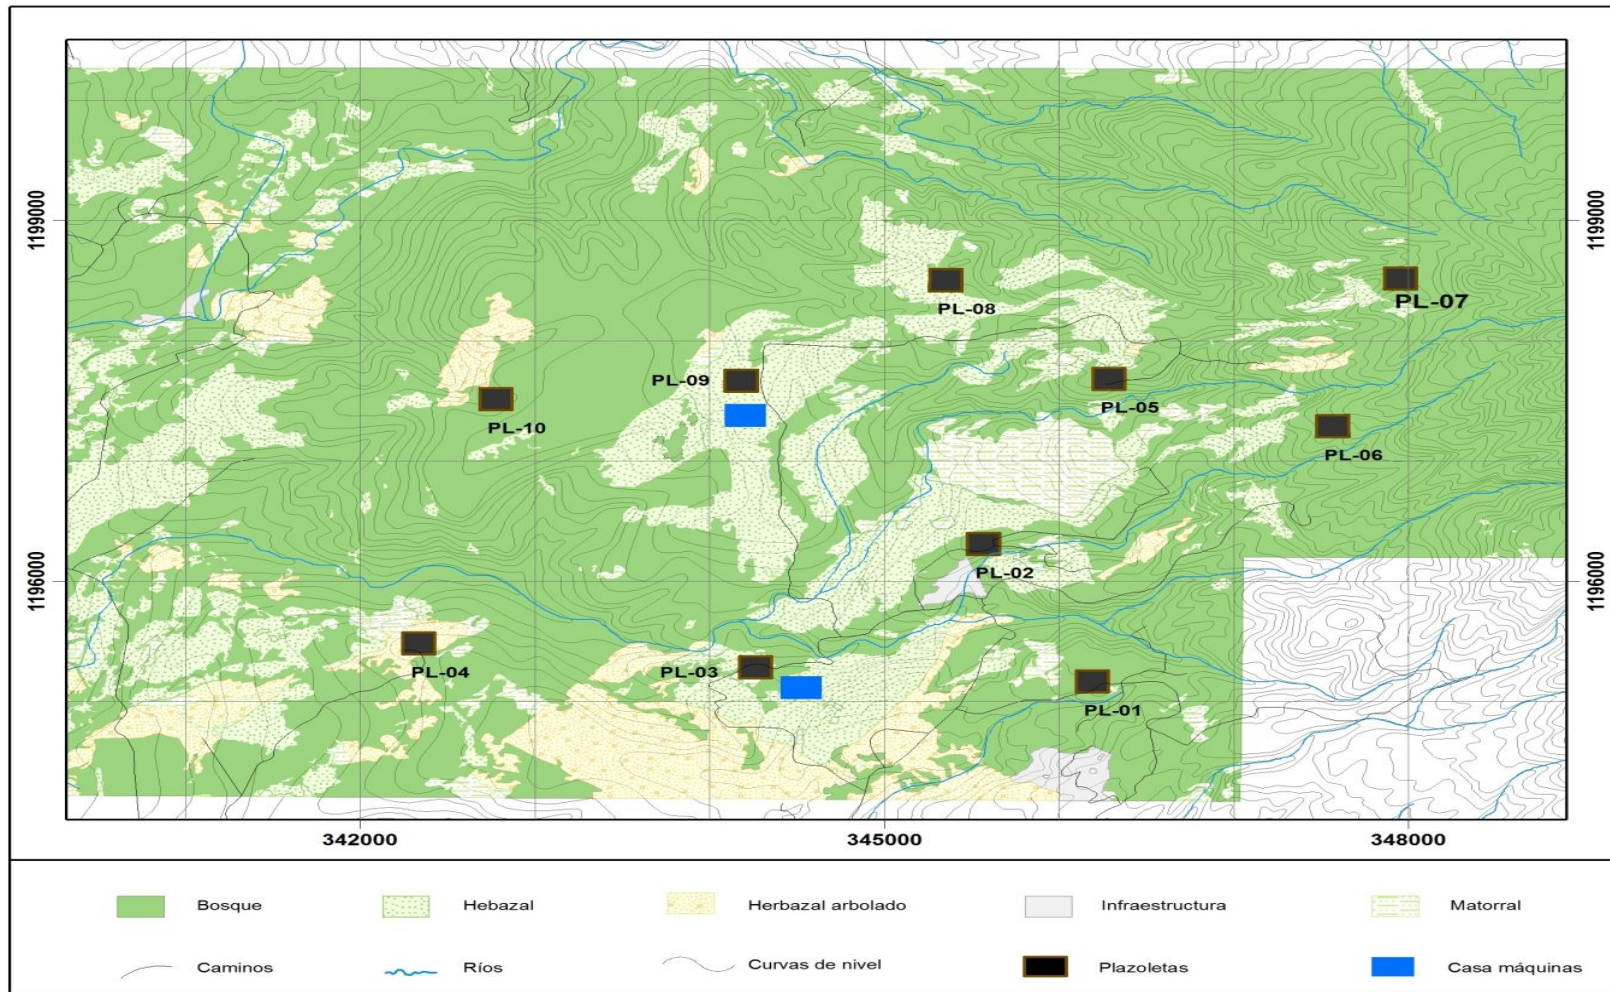 1199000
1199000
PL-07
PL-08
PL-09
PL-05
PL-10
PL-06
PL-02
1196000
1196000
PL-04
PL-03
PL-01
342000
345000
348000
Bosque
Hebazal
Herbazal arbolado
Infraestructura
Matorral
Caminos
Ríos
Curvas de nivel
Plazoletas
Casa máquinas